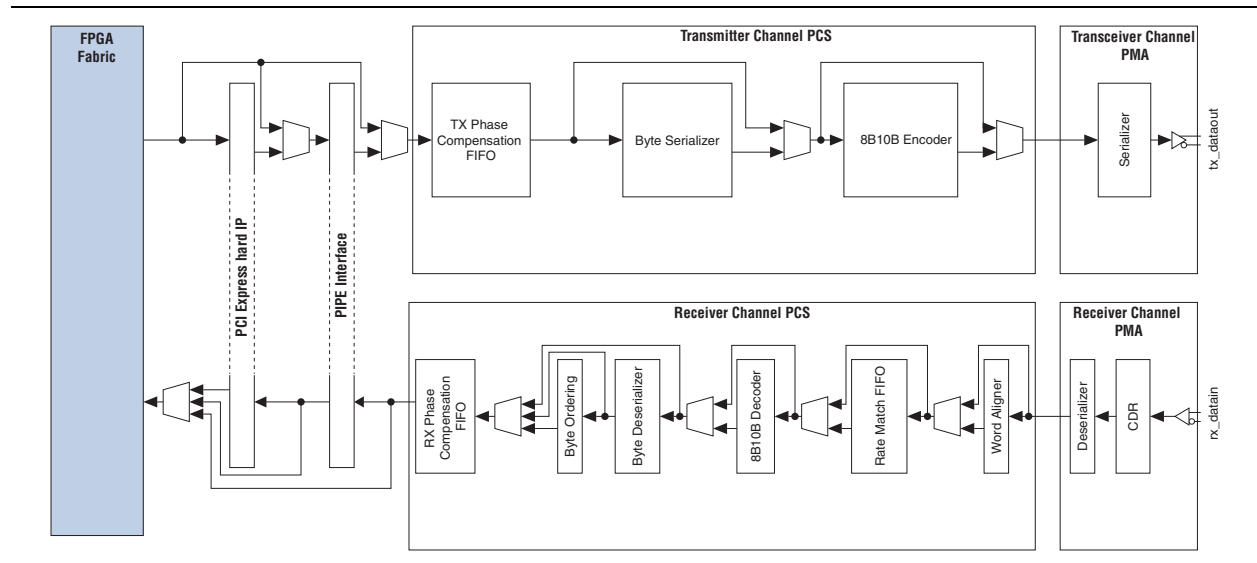 FPGA
Fabric
Transmitter Channel PCS
Transceiver Channel
PMA
TX Phase
Compensation
FIFO
Byte Serializer
8B10B Encoder
Serializer
tx_dataout
PCI Express hard IP
PIPE Interface
Receiver Channel PCS
Receiver Channel
PMA
RX Phase
Compensation
FIFO
Byte Ordering
Byte Deserializer
8B10B Decoder
Rate Match FIFO
Word Aligner
Deserializer
CDR
rx_datain